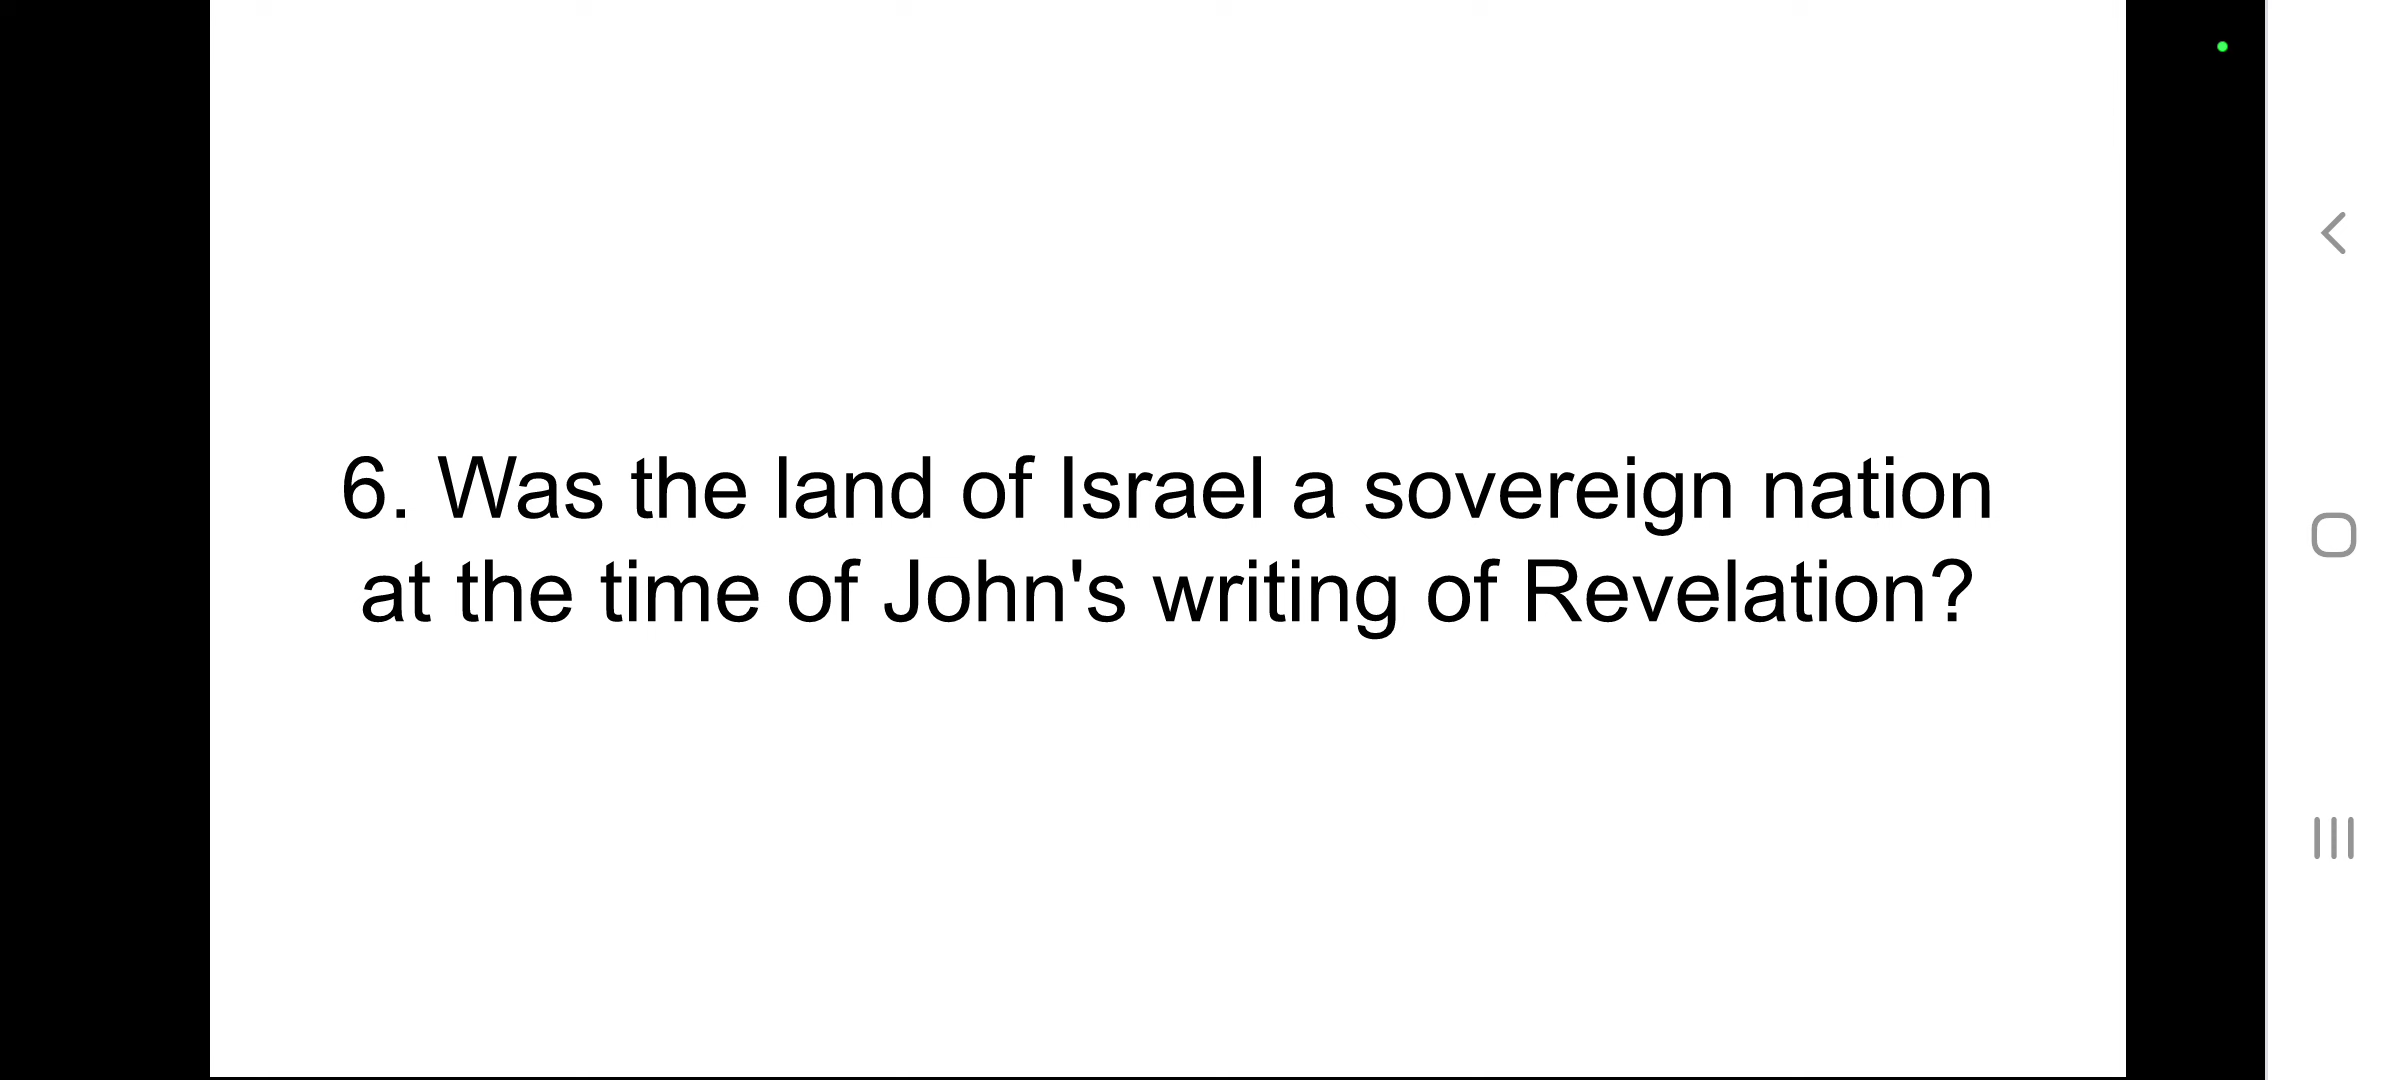 6. Was the land of Israel a sovereign nation
at the time of John's writing of Revelation?